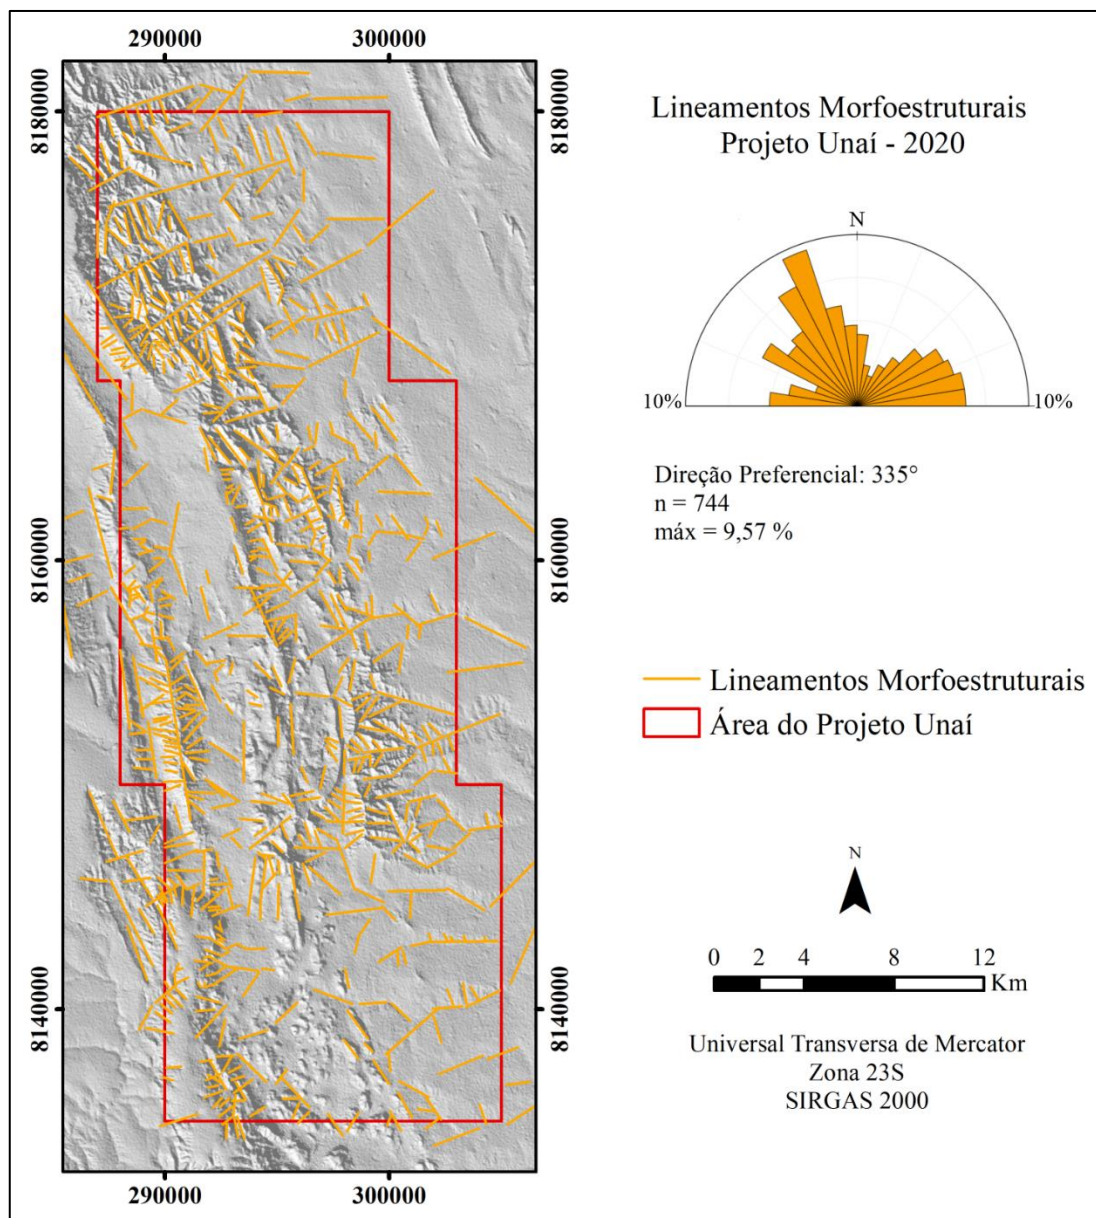 290000
300000
8180000
8180000
8160000
8160000
8140000
8140000
290000
300000
Lineamentos Morfoestruturais
Projeto Unaí - 2020
N
10%
10%
Direção Preferencial: 335°
n = 744
máx = 9,57 %
Lineamentos Morfoestruturais
Área do Projeto Unaí
N
0 2 4 8 12
Km
Universal Transversa de Mercator
Zona 23S
SIRGAS 2000